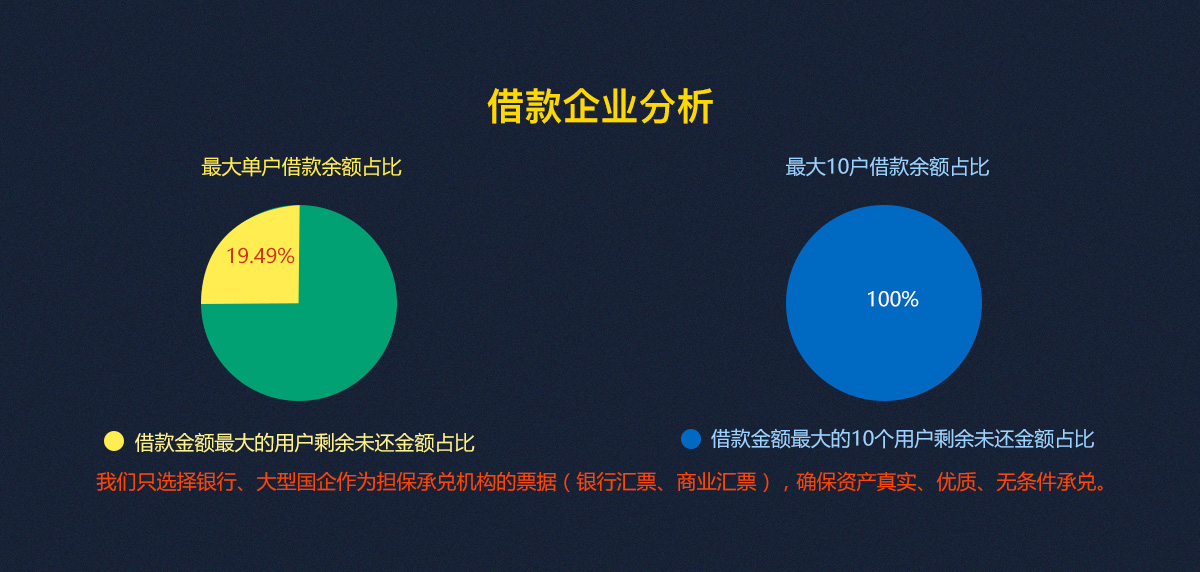 借款企业分析
最大单户借款余额占比
最大10户借款余额占比
19.49%
100%
借款金额最大的用户剩余未还金额占比
借款金额最大的10个用户剩余未还金额占比
我们只选择银行、大型国企作为担保承兑机构的票据（银行汇票、商业汇票），确保资产真实、优质、无条件承兑。